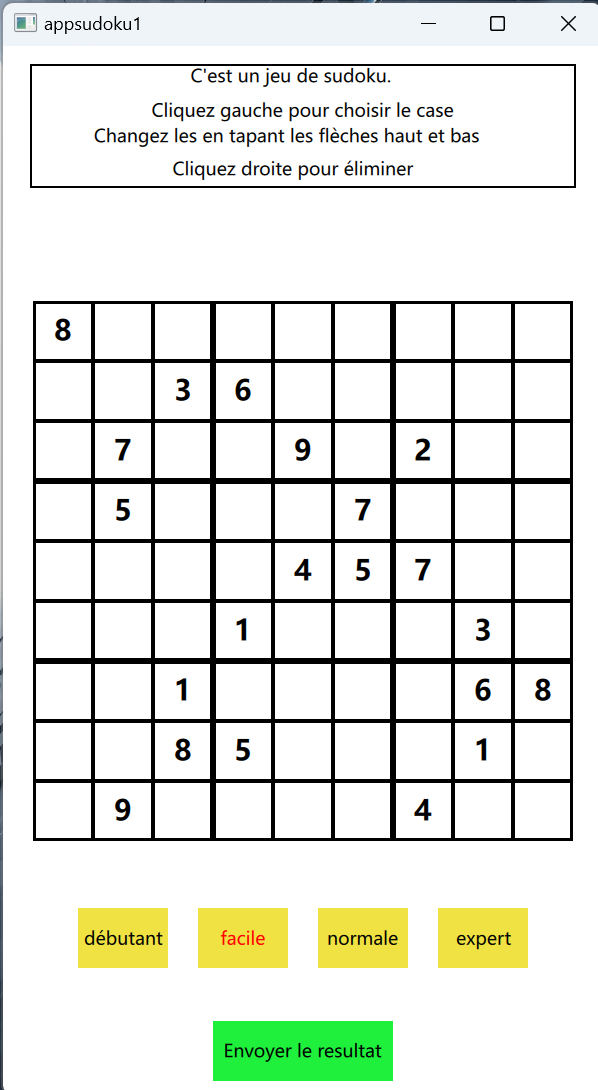 appsudoku1
C'est un jeu de sudoku.
Cliquez gauche pour choisir le case
Changez les en tapant les flèches haut et bas
Cliquez droite pour éliminer
8
3 6
7 9 2
5 7
4 5 7
1 3
1 6 8
8 5 1
9 4
débutant facile normale expert
Envoyer le resultat